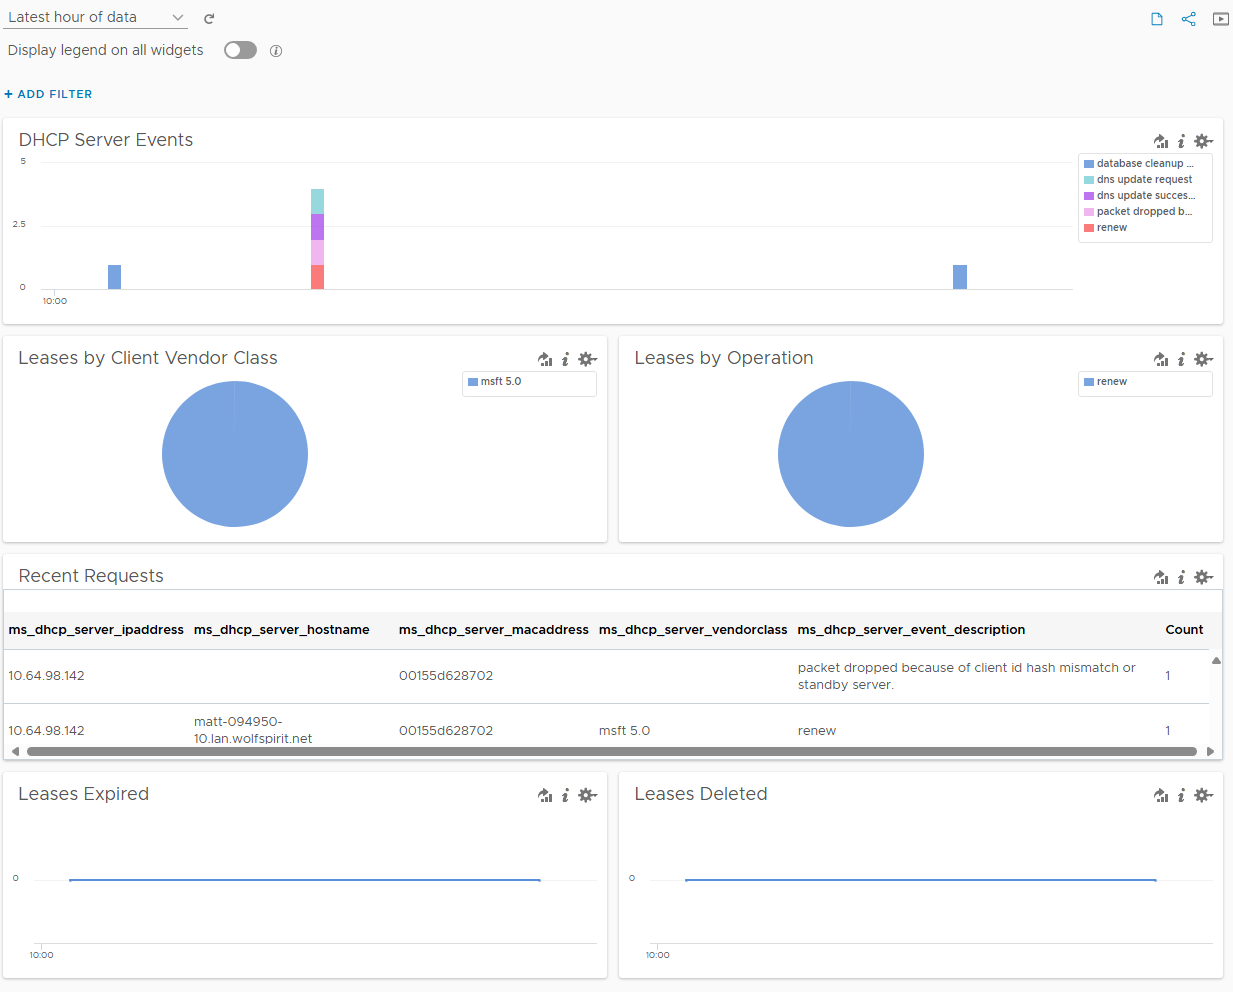 Latest hour of data
Display legend on all widgets
+ ADD FILTER
DHCP Server Events
5
2.5
0
10:00
database cleanup ...
dns update request
dns update succes...
packet dropped b...
renew
Leases by Client Vendor Class
msft 5.0
Leases by Operation
renew
Recent Requests
ms_dhcp_server_ipaddress ms_dhcp_server_hostname ms_dhcp_server_macaddress ms_dhcp_server_vendorclass ms_dhcp_server_event_description Count
10.64.98.142 00155d628702 packet dropped because of client id hash mismatch or
standby server. 1
10.64.98.142 matt-094950-
10.lan.wolfspirit.net 00155d628702 msft 5.0 renew 1
Leases Expired
0
10:00
Leases Deleted
0
10:00